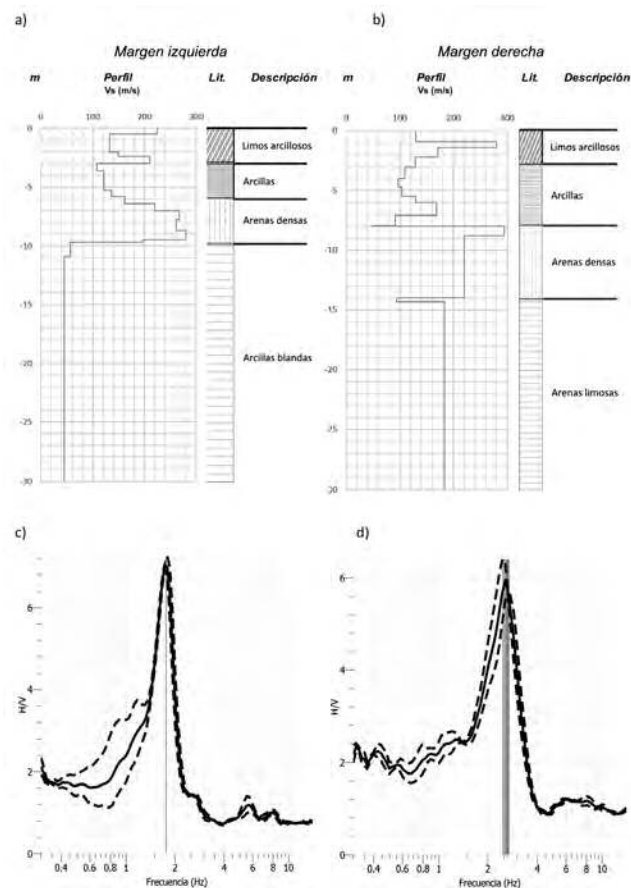 a)
Margen izquierda
m Perfil Lit. Descripción
Vs (m/s)
0 100 200 300
0
-5
-10
-15
-20
-25
-30
Limos arcillosos
Arcillas
Arenas densas
Arcillas blandas
b)
Margen derecha
m Perfil Lit. Descripción
Vs (m/s)
0 100 200 300
0
-5
-10
-15
-20
Limos arcillosos
Arcillas
Arenas densas
Arenas limosas
c)
H/V
6
4
2
0
0.4 0.6 0.8 1 2 4 6 8 10
Frecuencia (Hz)
d)
H/V
6
4
2
0
0.4 0.6 0.8 1 2 4 6 8 10
Frecuencia (Hz)